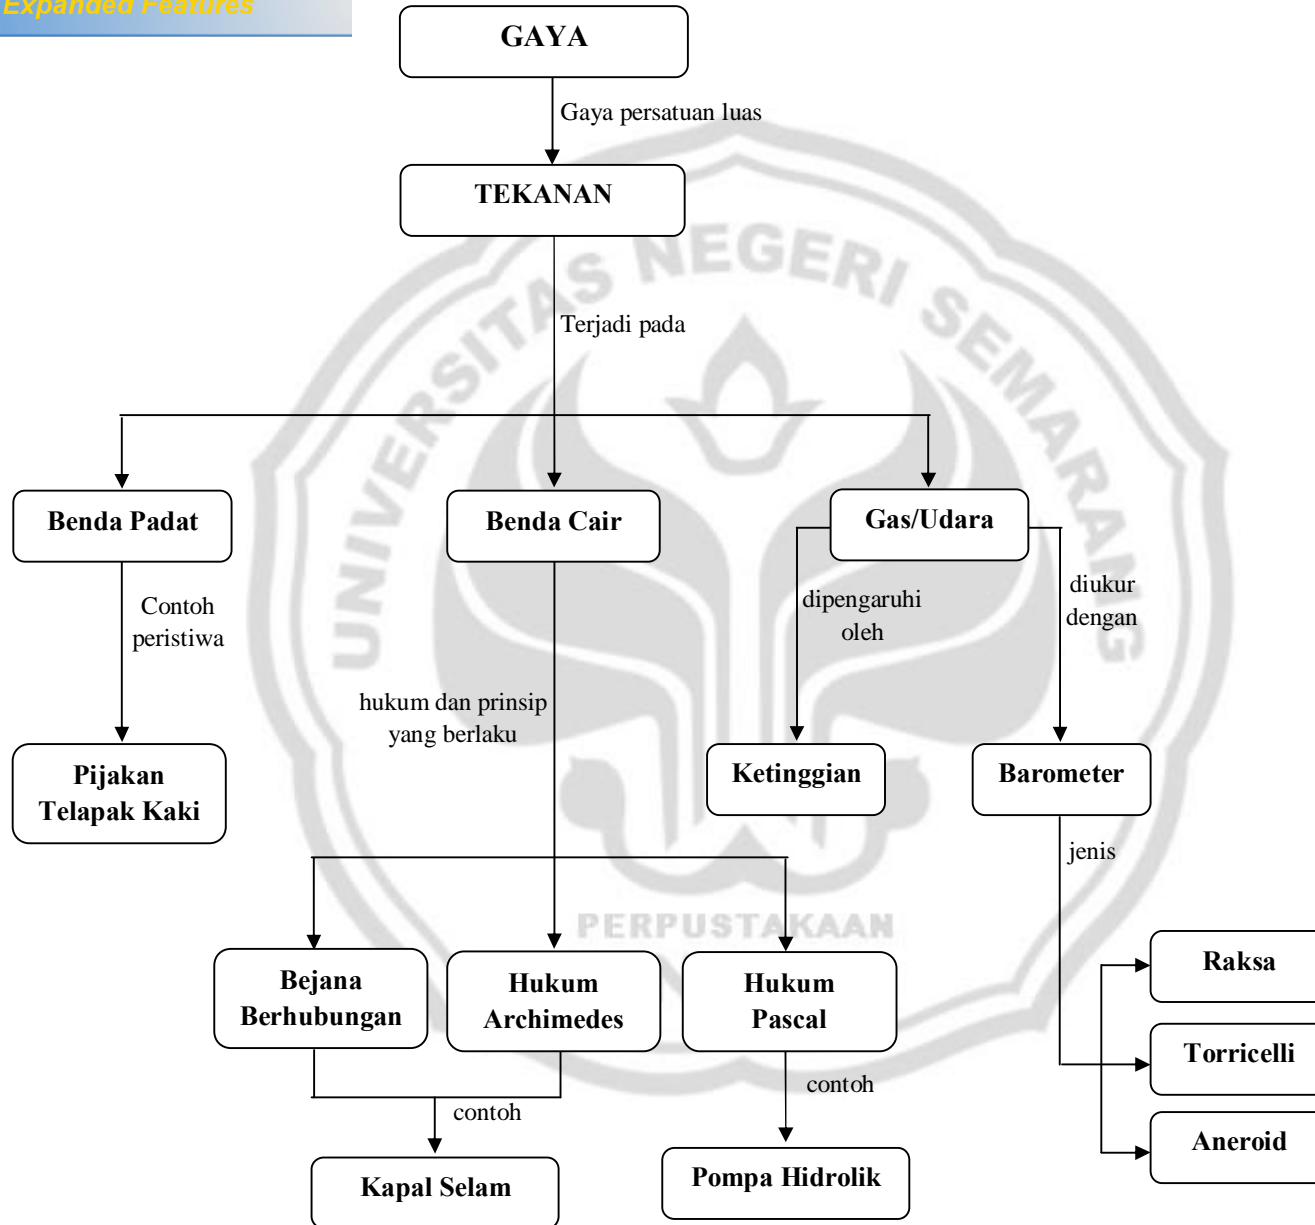 Expanded Features
GAYA
Gaya persatuan luas
TEKANAN
UNIVERSITAS NEGERI SEMARANG
Terjadi pada
Benda Padat
Benda Cair
Gas/Udara
Contoh
peristiwa
dipengaruhi
oleh
diukur
dengan
hukum dan prinsip
yang berlaku
Pijakan
Telapak Kaki
Ketinggian
Barometer
jenis
PERPUSTAKAAN
Bejana
Berhubungan
Hukum
Archimedes
Hukum
Pascal
Raksa
Torricelli
Aneroid
contoh
contoh
Kapal Selam
Pompa Hidrolik